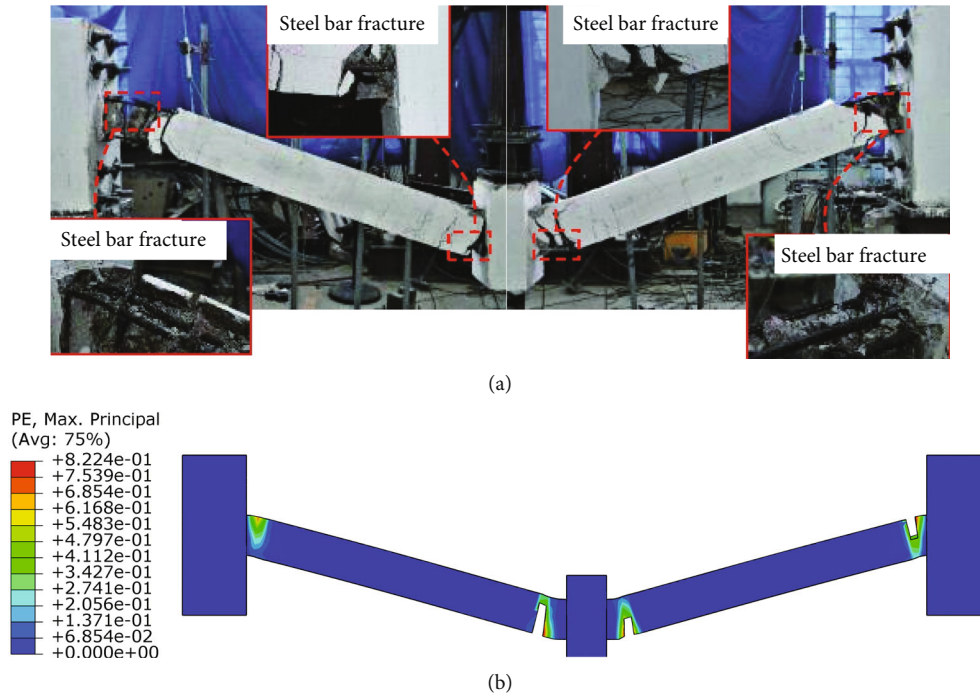 Steel bar fracture
Steel bar fracture
Steel bar fracture
Steel bar fracture
(a)
PE, Max. Principal
(Avg: 75%)
+8.224e-01
+7.539e-01
+6.854e-01
+6.168e-01
+5.483e-01
+4.797e-01
+4.112e-01
+3.427e-01
+2.741e-01
+2.056e-01
+1.371e-01
+6.854e-02
+0.000e+00
(b)